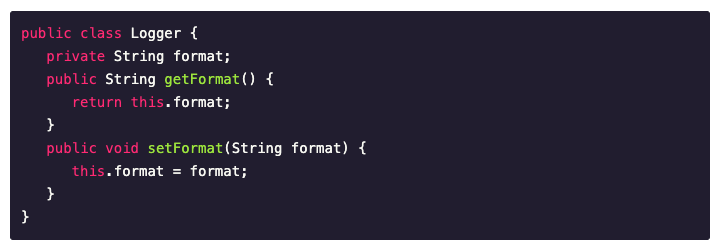 public class Logger {
   private String format;
   public String getFormat() {
      return this.format;
   }
   public void setFormat(String format) {
      this.format = format;
   }
}